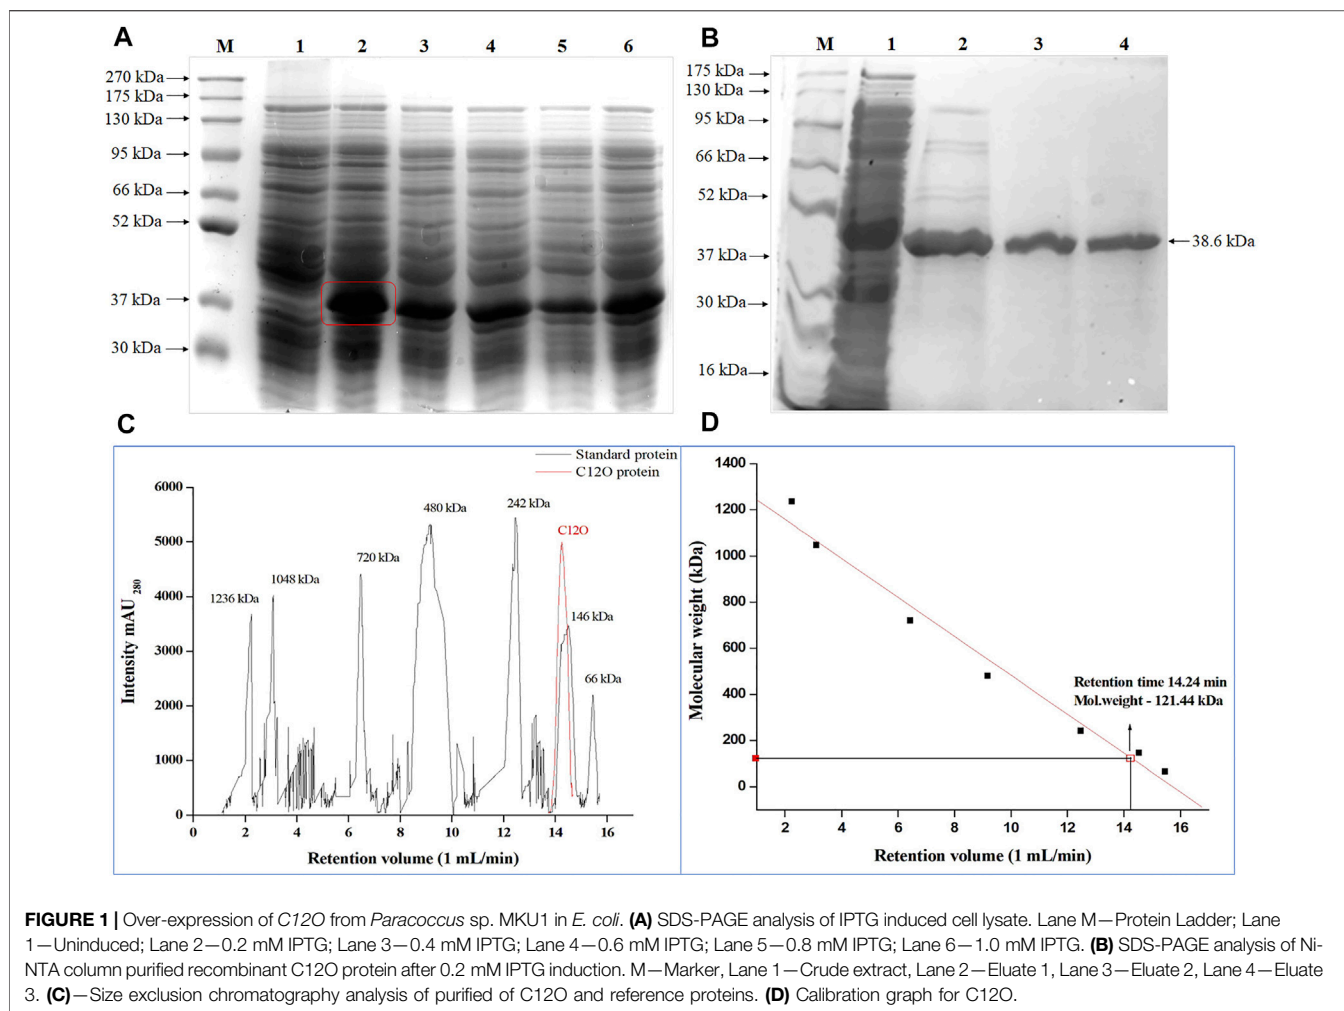 A
M 1 2 3 4 5 6
270 kDa
175 kDa
130 kDa
95 kDa
66 kDa
52 kDa
37 kDa
30 kDa
B
M 1 2 3 4
175 kDa
130 kDa
95 kDa
66 kDa
52 kDa
37 kDa
30 kDa
16 kDa
38.6 kDa
C
Standard protein
C12O protein
6000
5000
4000
3000
2000
1000
0
Intensity mAU 280
1236 kDa
1048 kDa
720 kDa
480 kDa
242 kDa
C12O
146 kDa
66 kDa
0 2 4 6 8 10 12 14 16
Retention volume (1 mL/min)
D
1400
1200
1000
800
600
400
200
0
Molecular weight (kDa)
Retention time 14.24 min
Mol.weight - 121.44 kDa
2 4 6 8 10 12 14 16
Retention volume (1 mL/min)
FIGURE 1 | Over-expression of C12O from Paracoccus sp. MKU1 in E. coli. (A) SDS-PAGE analysis of IPTG induced cell lysate. Lane M—Protein Ladder; Lane
1—Uninduced; Lane 2—0.2 mM IPTG; Lane 3—0.4 mM IPTG; Lane 4—0.6 mM IPTG; Lane 5—0.8 mM IPTG; Lane 6—1.0 mM IPTG. (B) SDS-PAGE analysis of Ni-
NTA column purified recombinant C12O protein after 0.2 mM IPTG induction. M—Marker, Lane 1—Crude extract, Lane 2—Eluate 1, Lane 3—Eluate 2, Lane 4—Eluate
3. (C)—Size exclusion chromatography analysis of purified of C12O and reference proteins. (D) Calibration graph for C12O.